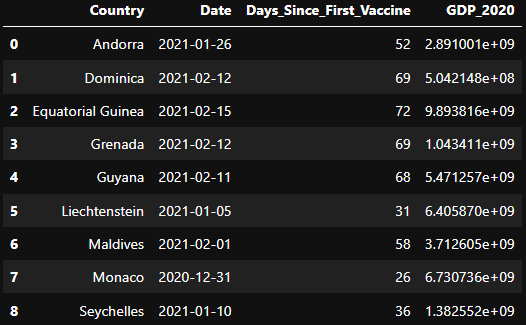 Country Date Days_Since_First_Vaccine GDP_2020
0 Andorra 2021-01-26 52 2.891001e+09
1 Dominica 2021-02-12 69 5.042148e+08
2 Equatorial Guinea 2021-02-15 72 9.893816e+09
3 Grenada 2021-02-12 69 1.043411e+09
4 Guyana 2021-02-11 68 5.471257e+09
5 Liechtenstein 2021-01-05 31 6.405870e+09
6 Maldives 2021-02-01 58 3.712605e+09
7 Monaco 2020-12-31 26 6.730736e+09
8 Seychelles 2021-01-10 36 1.382552e+09